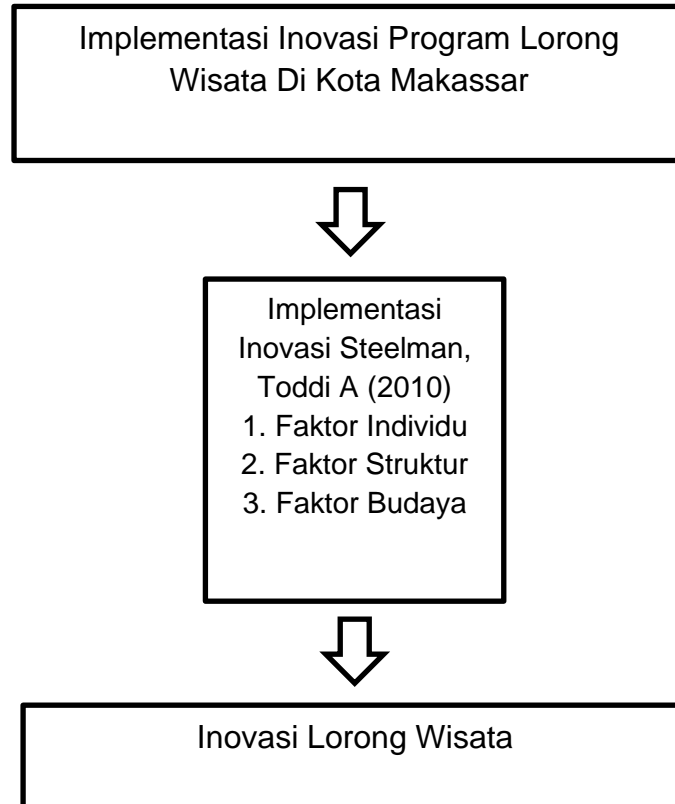 Implementasi Inovasi Program Lorong
Wisata Di Kota Makassar
Implementasi
Inovasi Steelman,
Toddi A (2010)
1. Faktor Individu
2. Faktor Struktur
3. Faktor Budaya
Inovasi Lorong Wisata